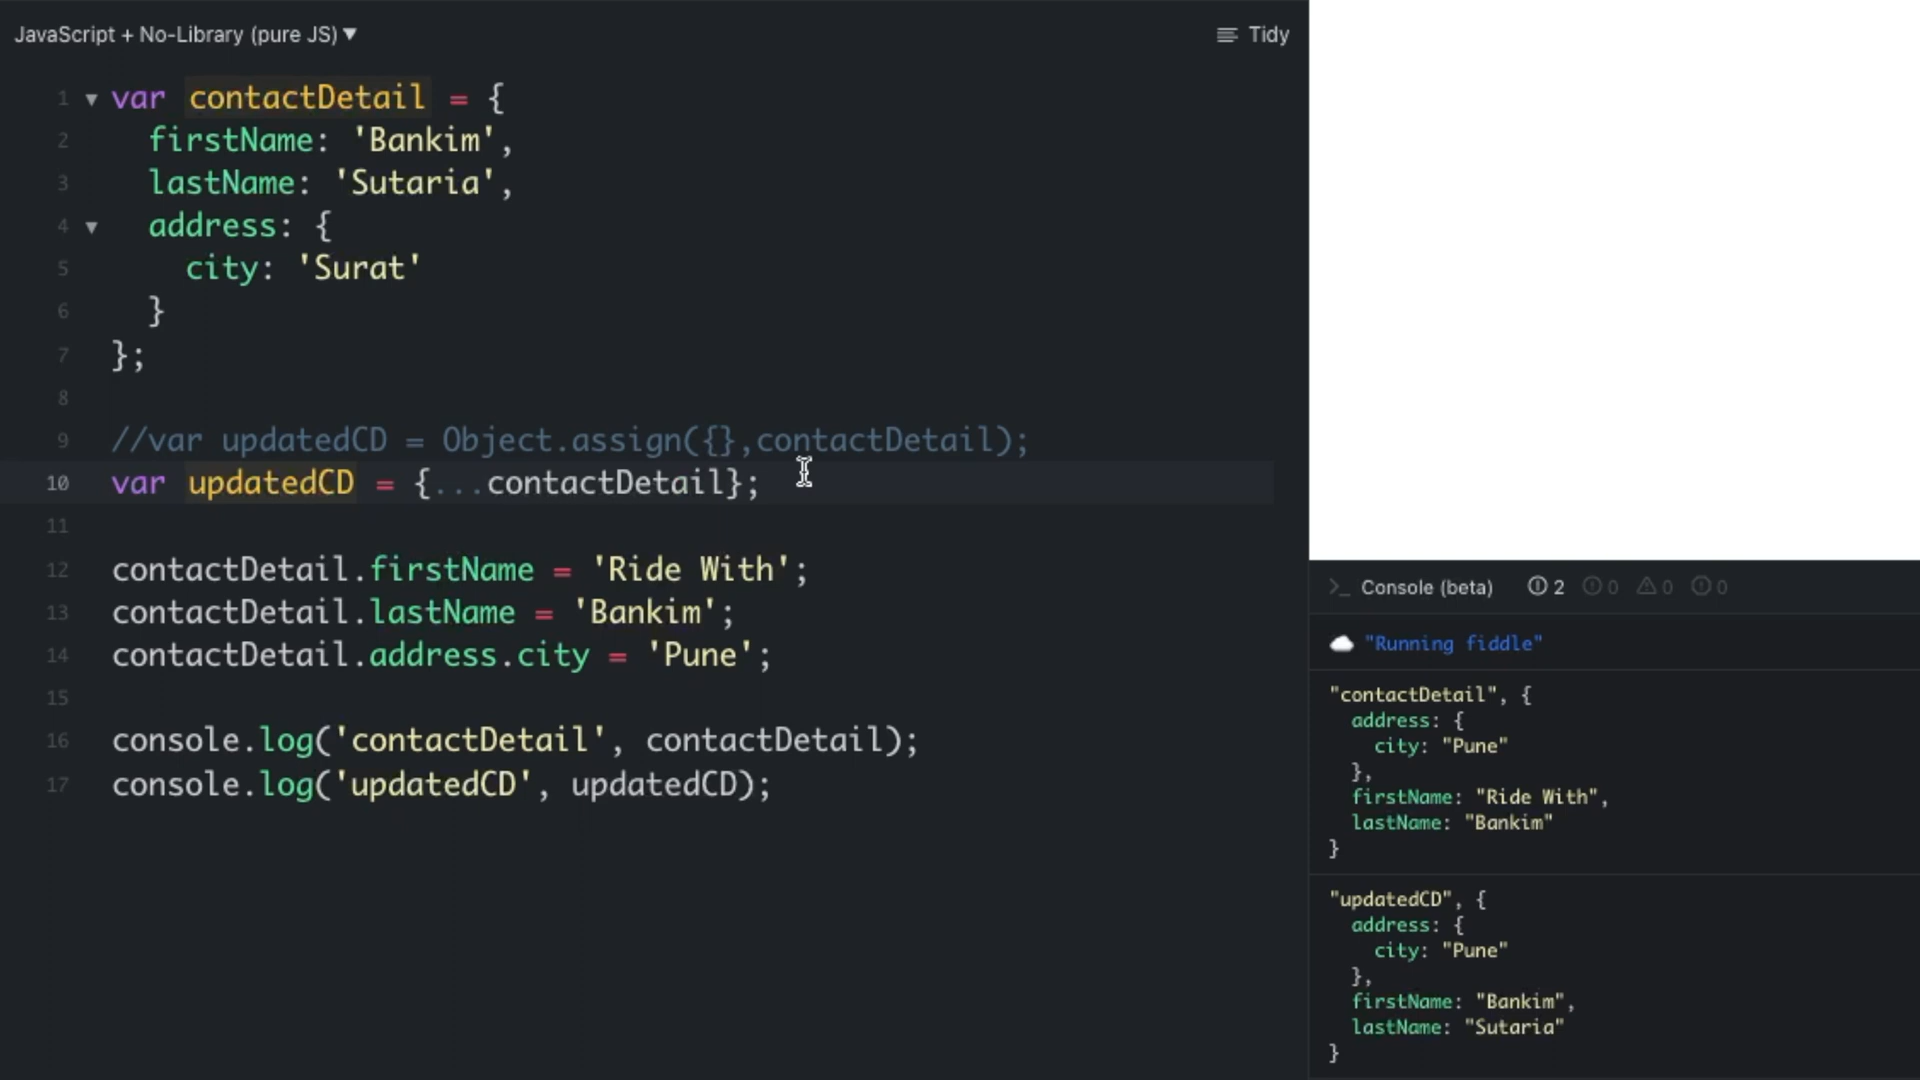 JavaScript + No-Library (pure JS) ▼
Tidy
1 ▼ var contactDetail = {
2 firstName: 'Bankim',
3 lastName: 'Sutaria',
4 ▼ address: {
5 city: 'Surat'
6 }
7 };
8
9 //var updatedCD = Object.assign({},contactDetail);
10 var updatedCD = {...contactDetail};
11
12 contactDetail.firstName = 'Ride With';
13 contactDetail.lastName = 'Bankim';
14 contactDetail.address.city = 'Pune';
15
16 console.log('contactDetail', contactDetail);
17 console.log('updatedCD', updatedCD);
>_ Console (beta) 2 0 0 0
"Running fiddle"
"contactDetail", {
address: {
city: "Pune"
},
firstName: "Ride With",
lastName: "Bankim"
}
"updatedCD", {
address: {
city: "Pune"
},
firstName: "Bankim",
lastName: "Sutaria"
}